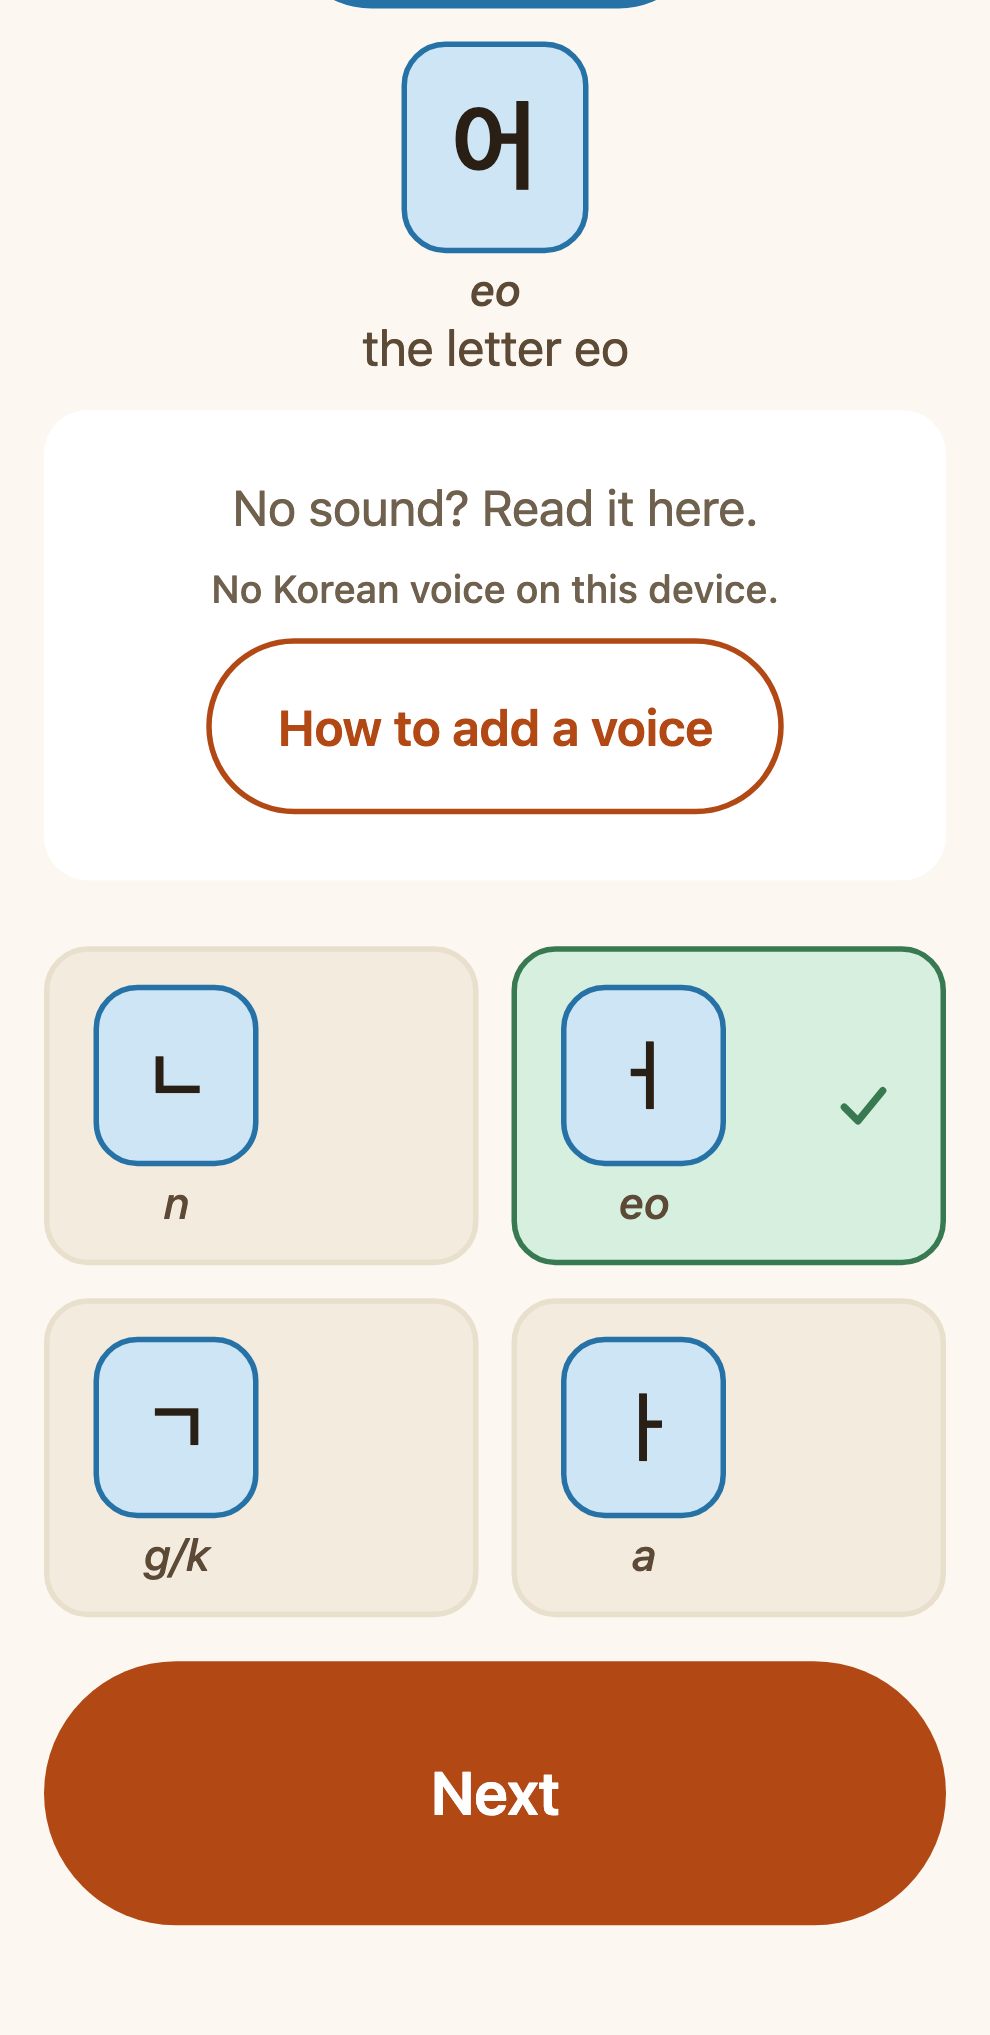 어
eo
the letter eo
No sound? Read it here.
No Korean voice on this device.
How to add a voice
ㄴ
n
ㅓ
eo
ㄱ
g/k
ㅏ
a
Next